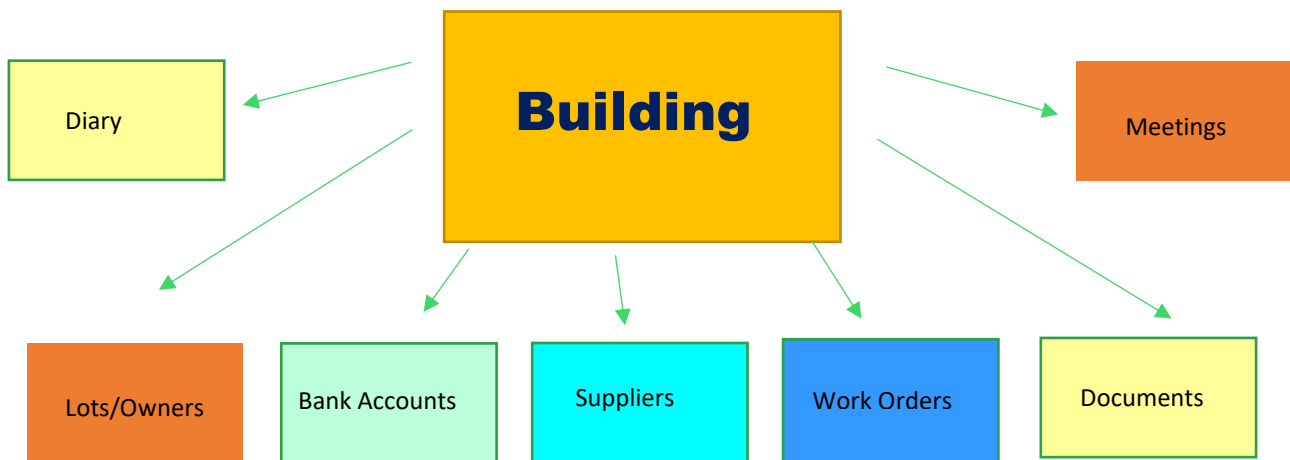 Building
Diary
Meetings
Lots/Owners
Bank Accounts
Suppliers
Work Orders
Documents